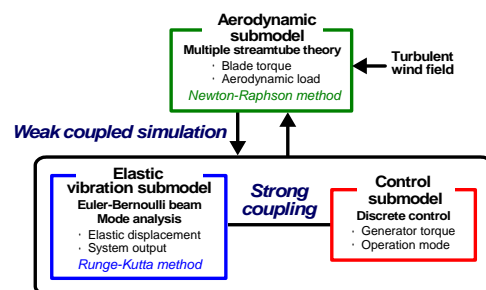 Aerodynamic
submodel
Multiple streamtube theory
· Blade torque
· Aerodynamic load
Newton-Raphson method
Turbulent
wind field
Weak coupled simulation
Elastic
vibration submodel
Euler-Bernoulli beam
Mode analysis
· Elastic displacement
· System output
Runge-Kutta method
Strong
coupling
Control
submodel
Discrete control
· Generator torque
· Operation mode